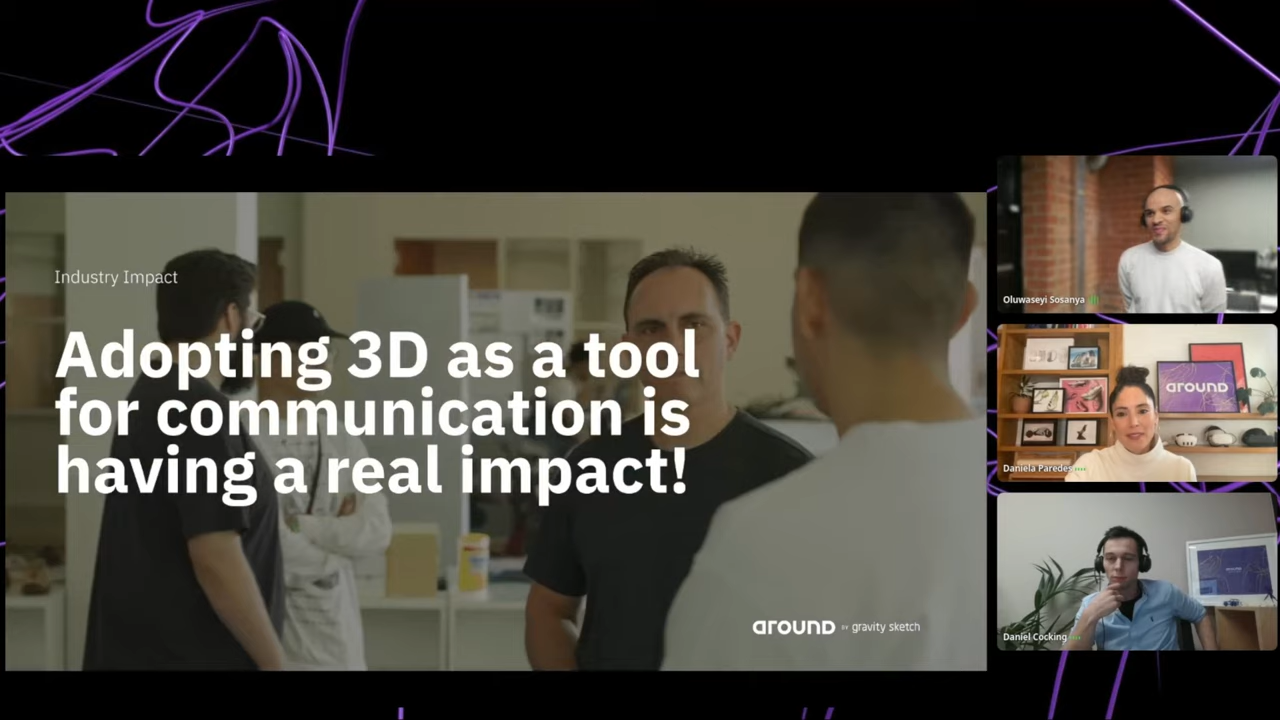 Industry Impact
Adopting 3D as a tool
for communication is
having a real impact!
around BY gravity sketch
Oluwaseyi Sosanya
around
Daniela Paredes
Daniel Cocking